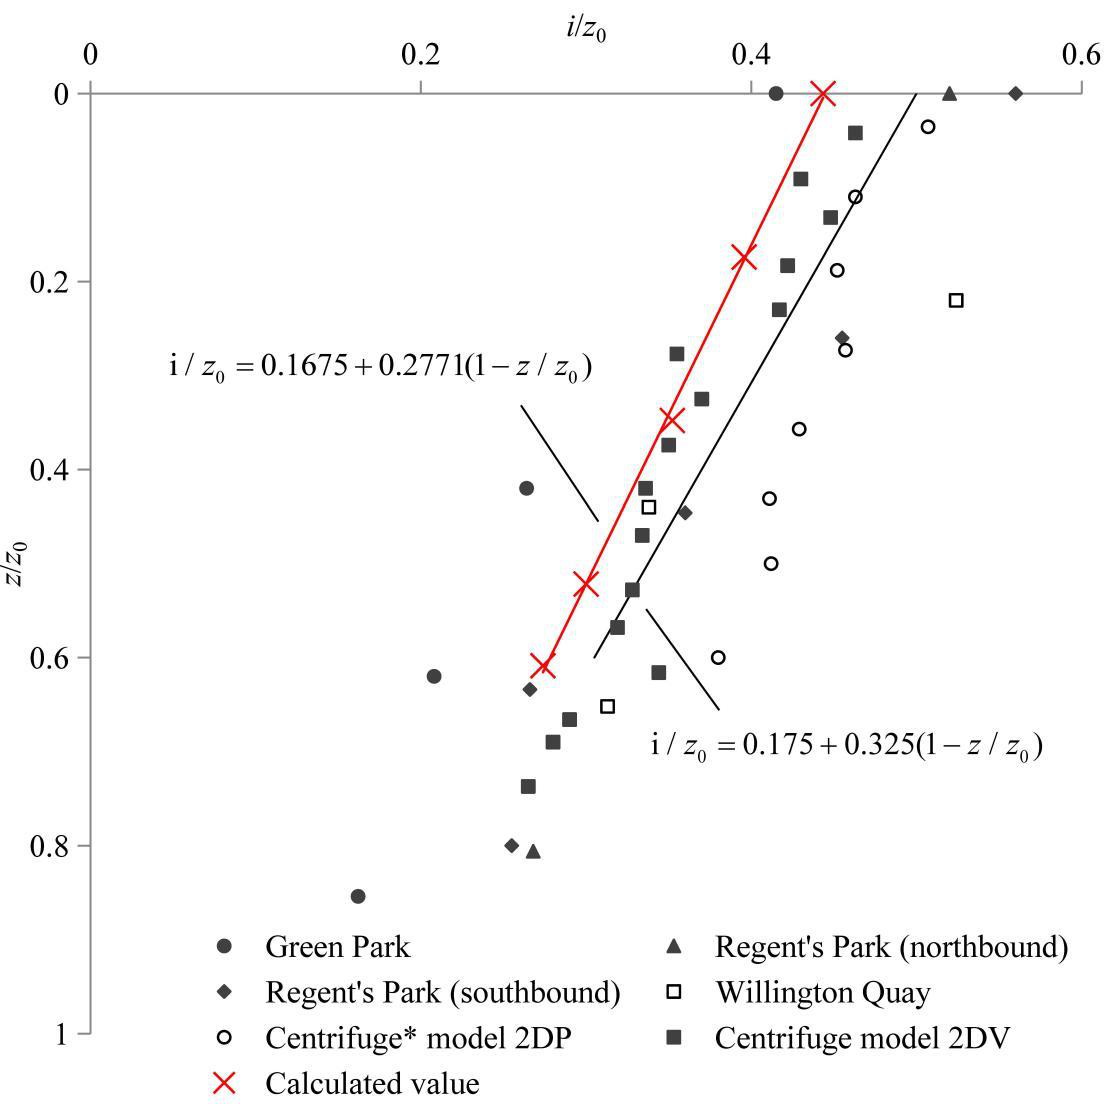 i/z0
0 0.2 0.4 0.6
0
0.2
i / z0 = 0.1675 + 0.2771(1 − z / z0)
0.4
z/z0
0.6
i / z0 = 0.175 + 0.325(1 − z / z0)
0.8
Green Park Regent's Park (northbound)
Regent's Park (southbound) Willington Quay
1 Centrifuge* model 2DP Centrifuge model 2DV
Calculated value